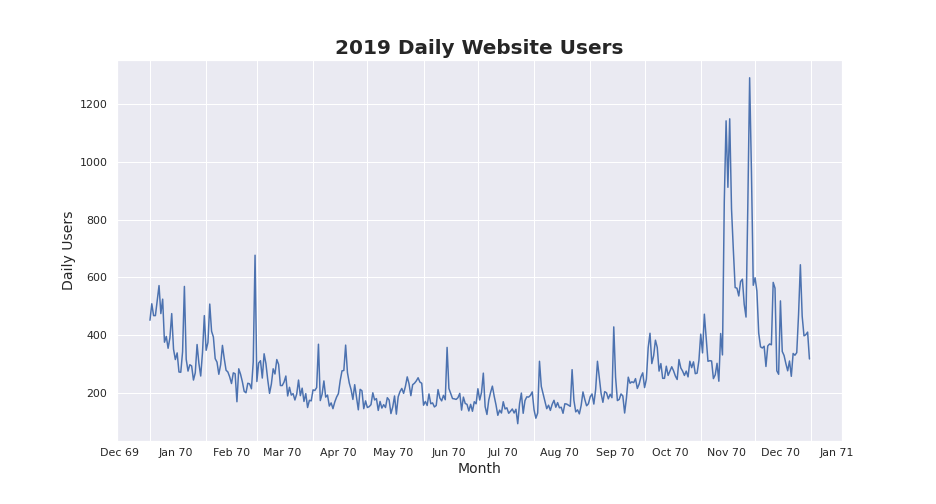 2019 Daily Website Users
1200
1000
800
600
400
200
Daily Users
Dec 69 Jan 70 Feb 70 Mar 70 Apr 70 May 70 Jun 70 Jul 70 Aug 70 Sep 70 Oct 70 Nov 70 Dec 70 Jan 71
Month